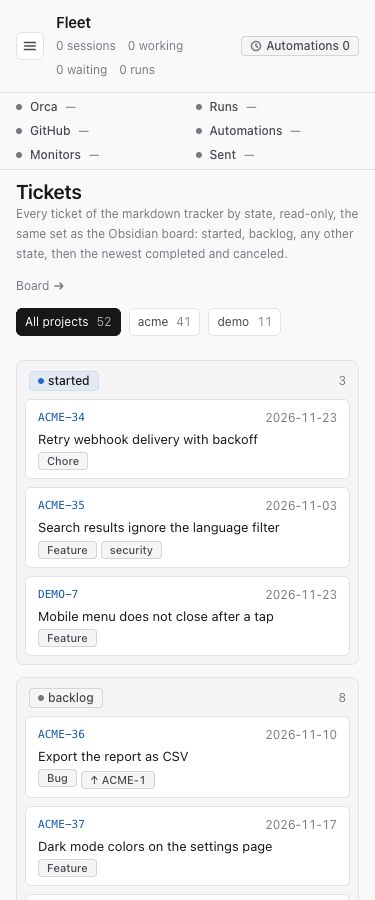 Fleet
0 sessions 0 working
0 waiting 0 runs
Automations 0
Orca —
Runs —
GitHub —
Automations —
Monitors —
Sent —
Tickets
Every ticket of the markdown tracker by state, read-only, the
same set as the Obsidian board: started, backlog, any other
state, then the newest completed and canceled.
Board →
All projects 52
acme 41
demo 11
started 3
ACME-34 2026-11-23
Retry webhook delivery with backoff
Chore
ACME-35 2026-11-03
Search results ignore the language filter
Feature security
DEMO-7 2026-11-23
Mobile menu does not close after a tap
Feature
backlog 8
ACME-36 2026-11-10
Export the report as CSV
Bug ↑ ACME-1
ACME-37 2026-11-17
Dark mode colors on the settings page
Feature